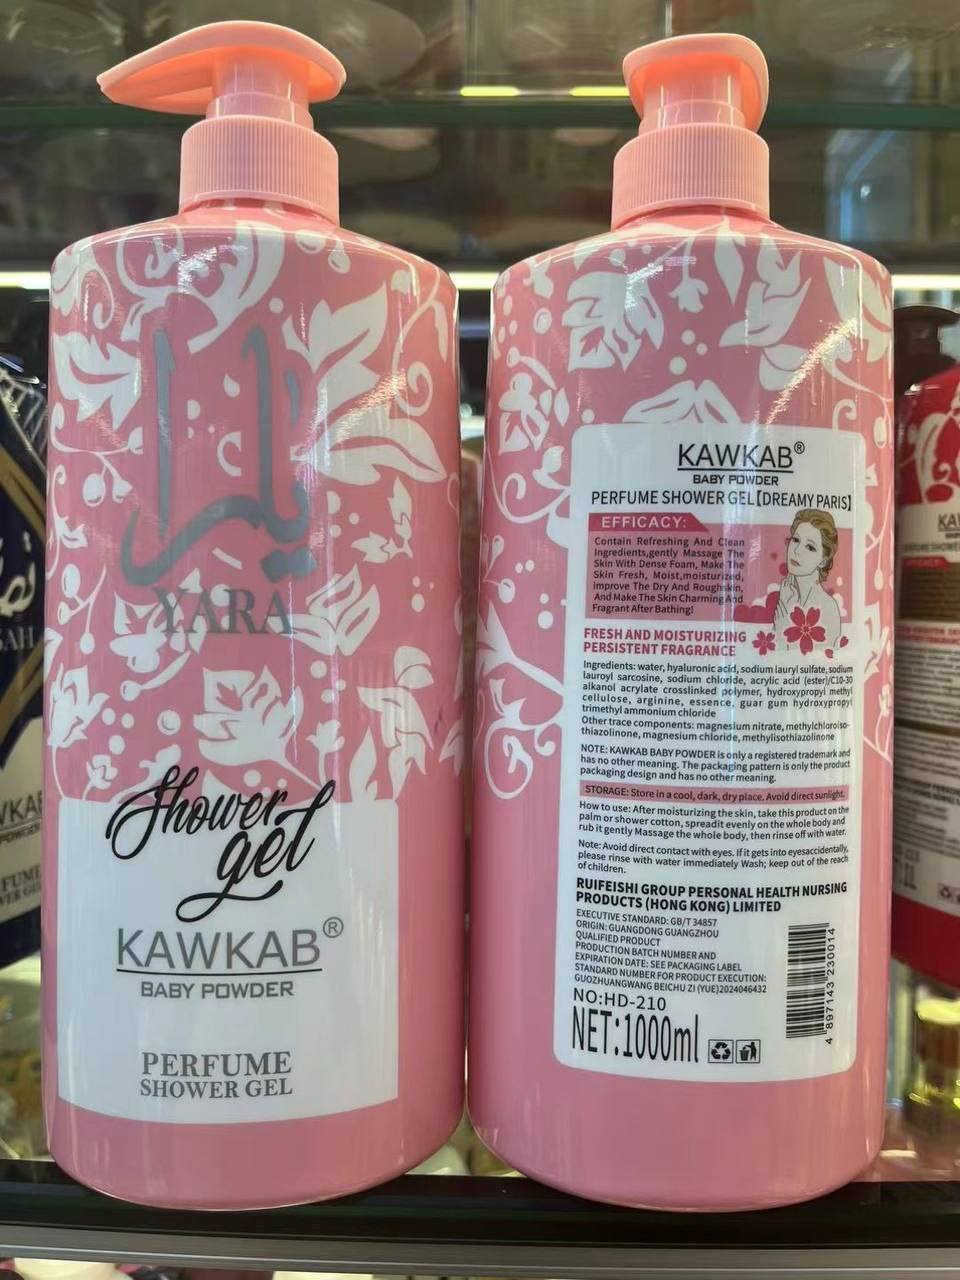 يارا
YARA
Shower
gel
KAWKAB®
BABY POWDER
PERFUME
SHOWER GEL
KAWKAB®
BABY POWDER
PERFUME SHOWER GEL【DREAMY PARIS】
EFFICACY:
Contain Refreshing And Clean
Ingredients,gently Massage The
Skin With Dense Foam, Make The
Skin Fresh, Moist,moisturized,
improve The Dry And Roughskin,
And Make The Skin Charming And
Fragrant After Bathing!
FRESH AND MOISTURIZING
PERSISTENT FRAGRANCE
Ingredients: water, hyaluronic acid, sodium lauryl sulfate, sodium
lauroyl sarcosine, sodium chloride, acrylic acid (ester)/C10-30
alkanol acrylate crosslinked polymer, hydroxypropyl methyl
cellulose, arginine, essence, guar gum hydroxypropyl
trimethyl ammonium chloride
Other trace components: magnesium nitrate, methylchloroiso-
thiazolinone, magnesium chloride, methylisothiazolinone
NOTE: KAWKAB BABY POWDER is only a registered trademark and
has no other meaning. The packaging pattern is only the product
packaging design and has no other meaning.
STORAGE: Store in a cool, dark, dry place. Avoid direct sunlight.
How to use: After moisturizing the skin, take this product on the
palm or shower cotton, spreadit evenly on the whole body and
rub it gently Massage the whole body, then rinse off with water.
Note: Avoid direct contact with eyes. If it gets into eyesaccidentally,
please rinse with water immediately Wash; keep out of the reach
of children.
RUIFEISHI GROUP PERSONAL HEALTH NURSING
PRODUCTS (HONG KONG) LIMITED
EXECUTIVE STANDARD: GB/T 34857
ORIGIN: GUANGDONG GUANGZHOU
QUALIFIED PRODUCT
PRODUCTION BATCH NUMBER AND
EXPIRATION DATE: SEE PACKAGING LABEL
STANDARD NUMBER FOR PRODUCT EXECUTION:
GUOZHUANGWANG BEICHU ZI (YUE)2024046432
NO:HD-210
NET:1000ml
4 897143 230014